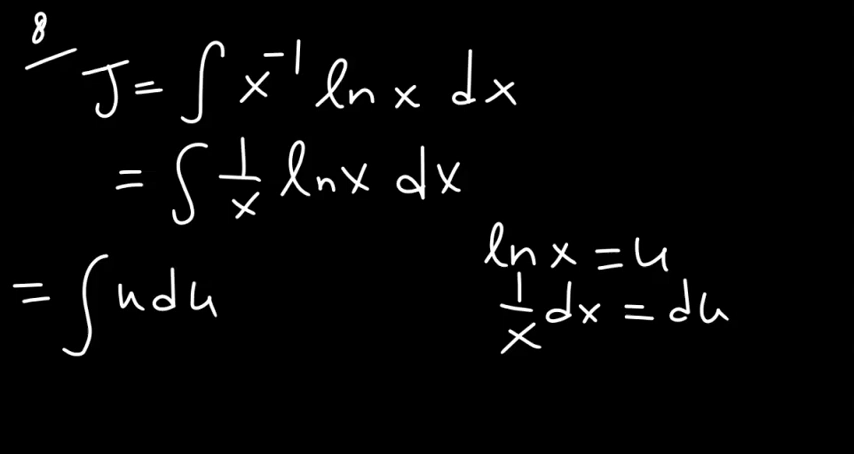 8
J = ∫ x⁻¹ ln x dx
= ∫ 1/x ln x dx
ln x = u
= ∫ u du
1/x dx = du